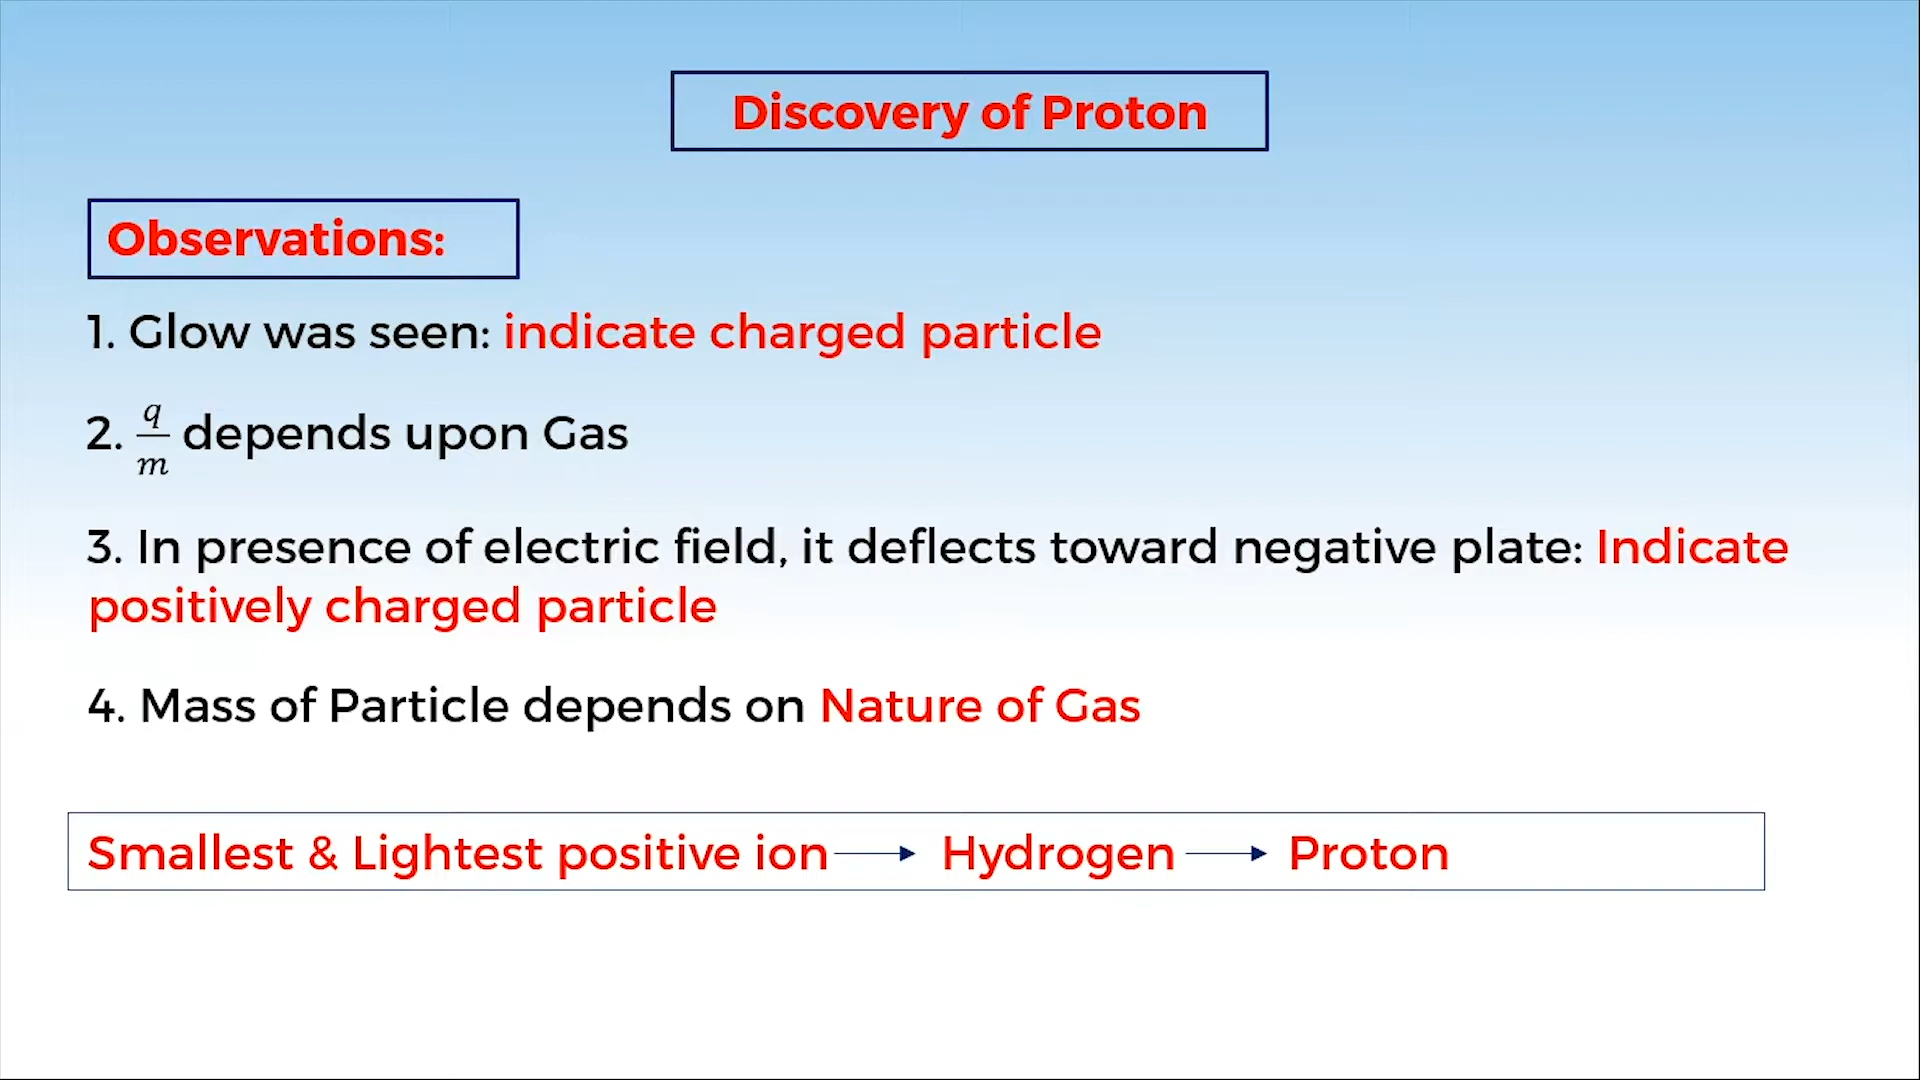 Discovery of Proton
Observations:
1. Glow was seen: indicate charged particle
2. q/m depends upon Gas
3. In presence of electric field, it deflects toward negative plate: Indicate
positively charged particle
4. Mass of Particle depends on Nature of Gas
Smallest & Lightest positive ion → Hydrogen → Proton